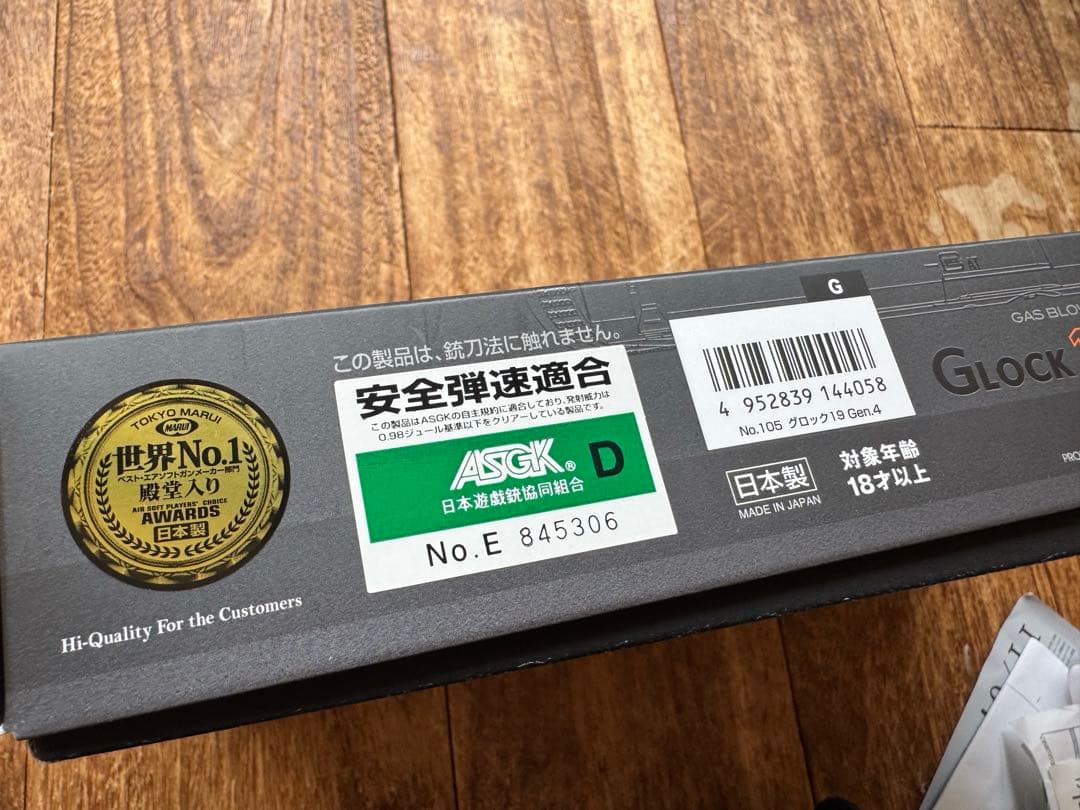 TOKYO MARUI
MARUI
世界No.1
ベスト・エアソフトガンメーカー部門
殿堂入り
AIR SOFT PLAYERS' CHOICE
AWARDS
日本製
Hi-Quality For the Customers
この製品は、銃刀法に触れません。
安全弾速適合
この製品はASGKの自主規約に適合しており、発射威力は
0.98ジュール基準以下をクリアーしている製品です。
ASGK® D
日本遊戯銃協同組合
No.E 845306
G
4 952839 144058
No.105 グロック19 Gen.4
日本製
MADE IN JAPAN
対象年齢
18才以上
GAS BLO
GLOCK
PRO